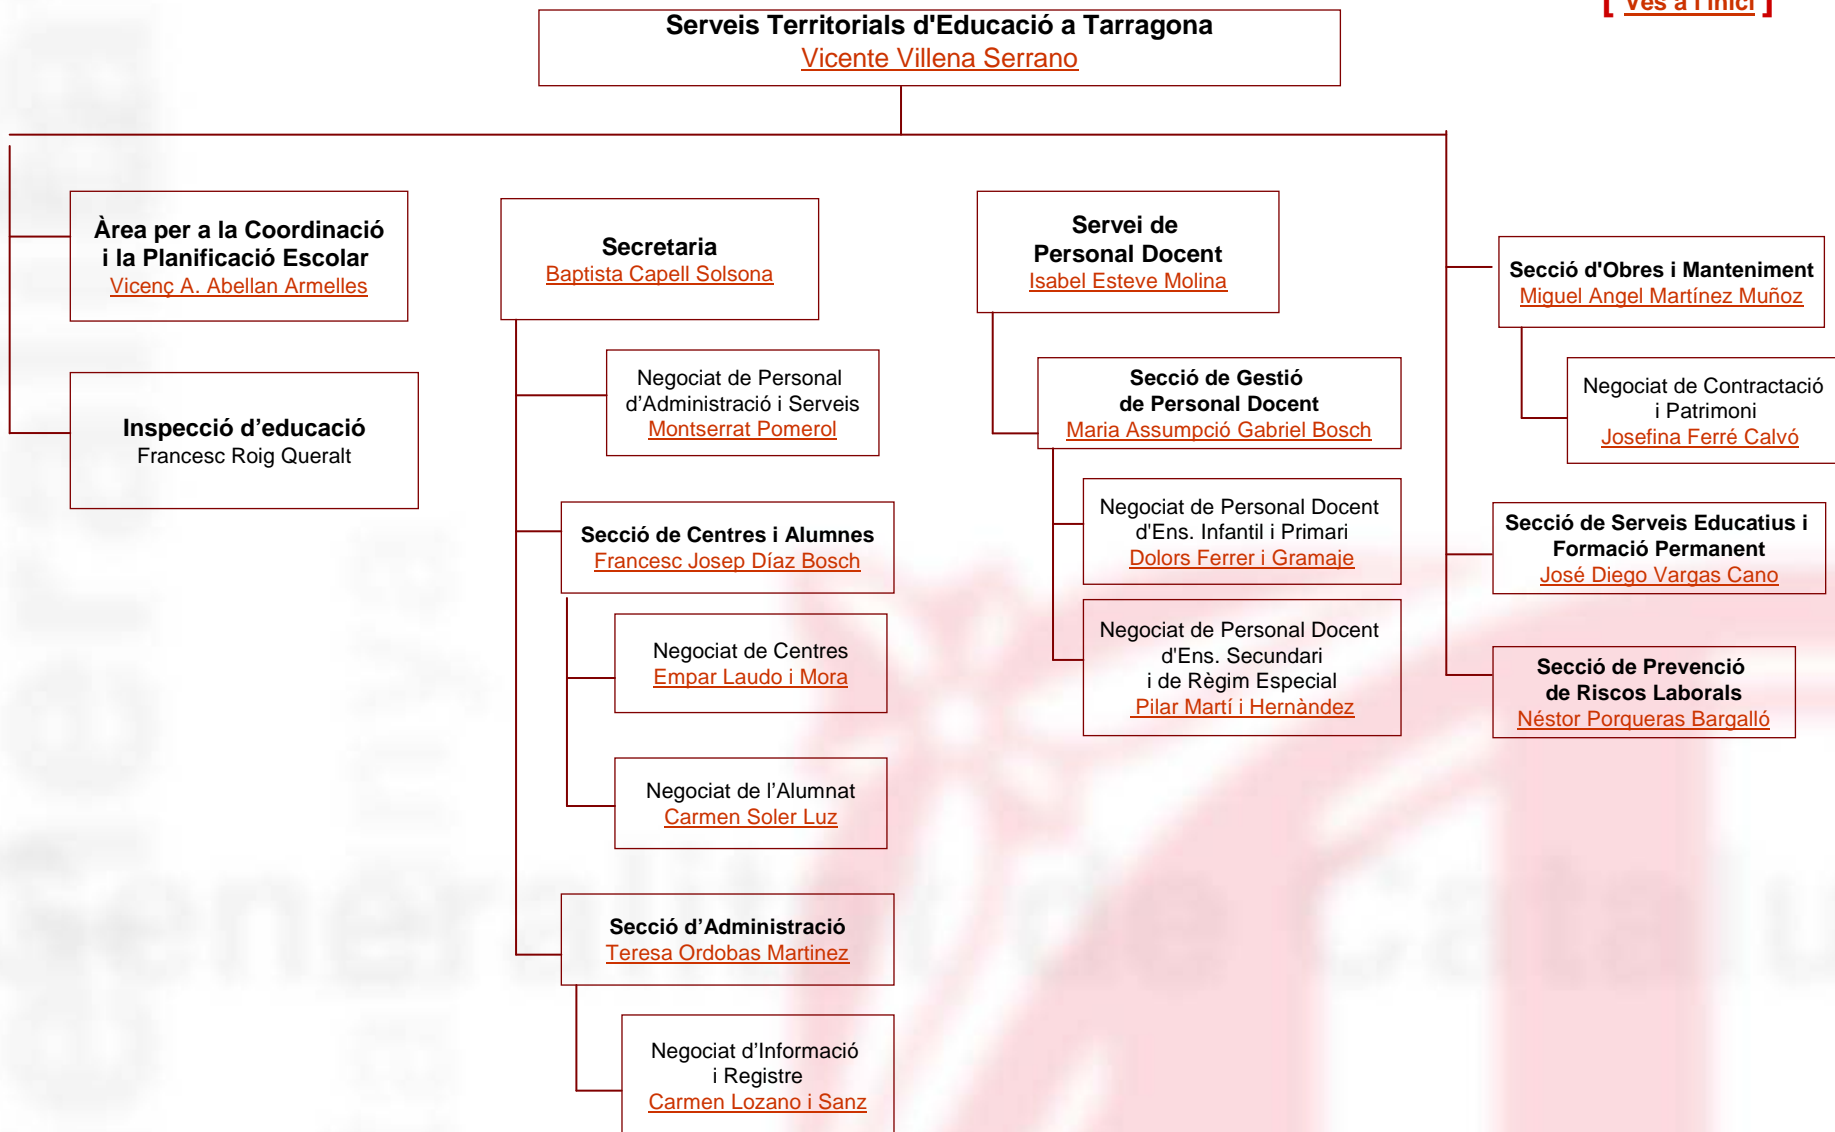 [ Ves a l'inici ]
Serveis Territorials d'Educació a Tarragona
Vicente Villena Serrano
Àrea per a la Coordinació
i la Planificació Escolar
Vicenç A. Abellan Armelles
Inspecció d’educació
Francesc Roig Queralt
Secretaria
Baptista Capell Solsona
Negociat de Personal
d’Administració i Serveis
Montserrat Pomerol
Secció de Centres i Alumnes
Francesc Josep Díaz Bosch
Negociat de Centres
Empar Laudo i Mora
Negociat de l’Alumnat
Carmen Soler Luz
Secció d’Administració
Teresa Ordobas Martinez
Negociat d’Informació
i Registre
Carmen Lozano i Sanz
Servei de
Personal Docent
Isabel Esteve Molina
Secció de Gestió
de Personal Docent
Maria Assumpció Gabriel Bosch
Negociat de Personal Docent
d'Ens. Infantil i Primari
Dolors Ferrer i Gramaje
Negociat de Personal Docent
d'Ens. Secundari
i de Règim Especial
Pilar Martí i Hernàndez
Secció d'Obres i Manteniment
Miguel Angel Martínez Muñoz
Negociat de Contractació
i Patrimoni
Josefina Ferré Calvó
Secció de Serveis Educatius i
Formació Permanent
José Diego Vargas Cano
Secció de Prevenció
de Riscos Laborals
Néstor Porqueras Bargalló